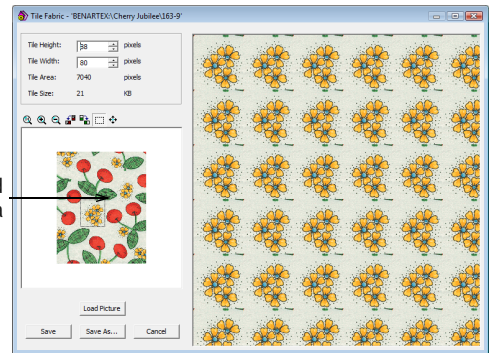 Tile Fabric - 'BENARTEX:\Cherry Jubilee\163-9'
Tile Height: 88 pixels
Tile Width: 80 pixels
Tile Area: 7040 pixels
Tile Size: 21 KB
Load Picture
Save Save As... Cancel